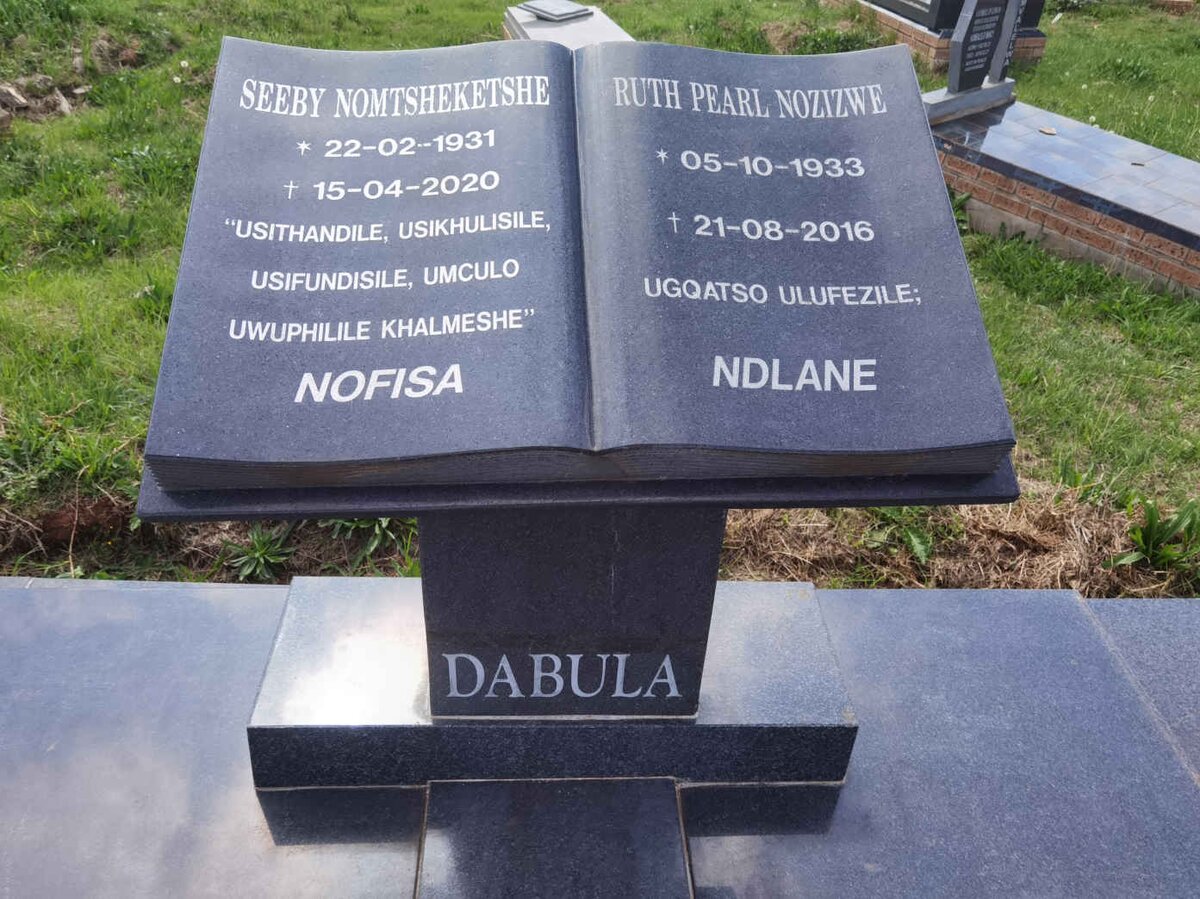 SEEBY NOMTSHEKETSHE
* 22-02-1931
† 15-04-2020
"USITHANDILE, USIKHULISILE,
USIFUNDISILE, UMCULO
UWUPHILILE KHALMESHE"
NOFISA
RUTH PEARL NOZIZWE
* 05-10-1933
† 21-08-2016
UGQATSO ULUFEZILE;
NDLANE
DABULA